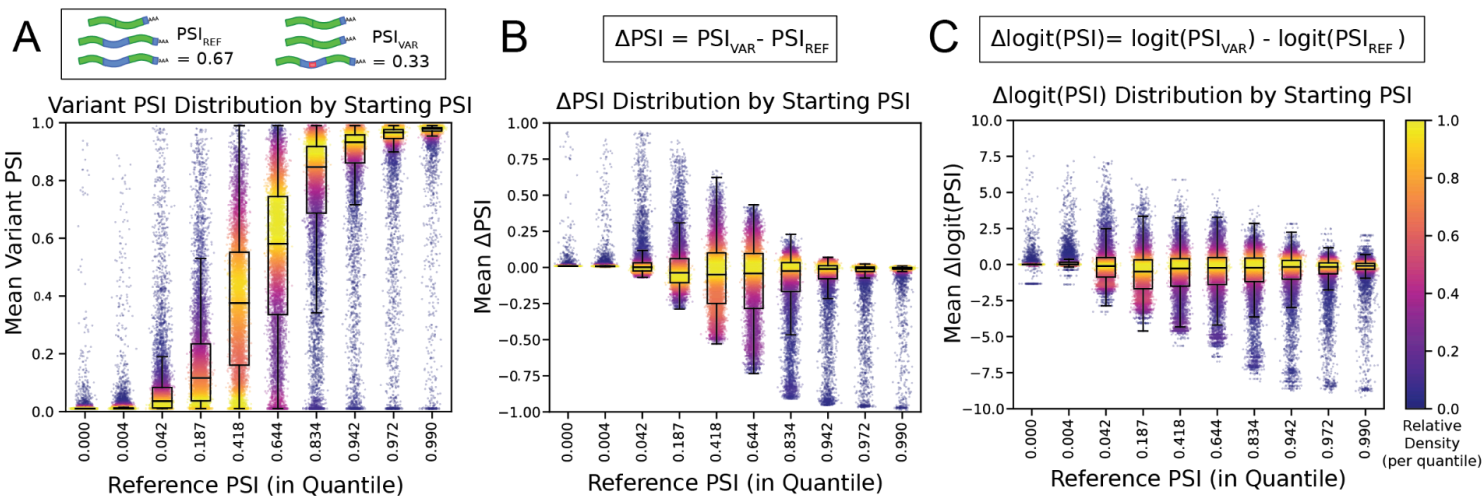 A
AAA
AAA
AAA
PSI_REF
= 0.67
AAA
AAA
AAA
PSI_VAR
= 0.33
Variant PSI Distribution by Starting PSI
Mean Variant PSI
1.0
0.8
0.6
0.4
0.2
0.0
0.000
0.004
0.042
0.187
0.418
0.644
0.834
0.942
0.972
0.990
Reference PSI (in Quantile)
B
ΔPSI = PSI_VAR- PSI_REF
ΔPSI Distribution by Starting PSI
Mean ΔPSI
1.00
0.75
0.50
0.25
0.00
−0.25
−0.50
−0.75
−1.00
0.000
0.004
0.042
0.187
0.418
0.644
0.834
0.942
0.972
0.990
Reference PSI (in Quantile)
C
Δlogit(PSI)= logit(PSI_VAR) - logit(PSI_REF)
Δlogit(PSI) Distribution by Starting PSI
Mean Δlogit(PSI)
10.0
7.5
5.0
2.5
0.0
−2.5
−5.0
−7.5
−10.0
0.000
0.004
0.042
0.187
0.418
0.644
0.834
0.942
0.972
0.990
Reference PSI (in Quantile)
1.0
0.8
0.6
0.4
0.2
0.0
Relative
Density
(per quantile)